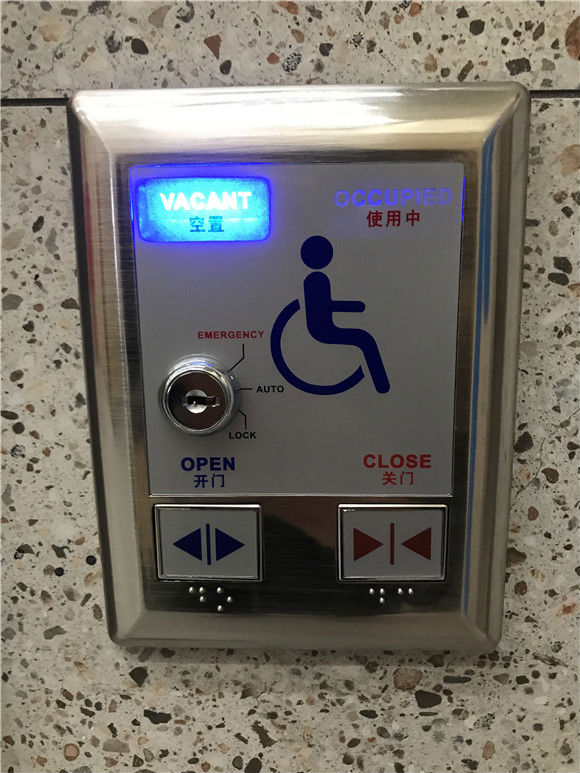 VACANT
空置
OCCUPIED
使用中
EMERGENCY
AUTO
LOCK
OPEN
开门
CLOSE
关门